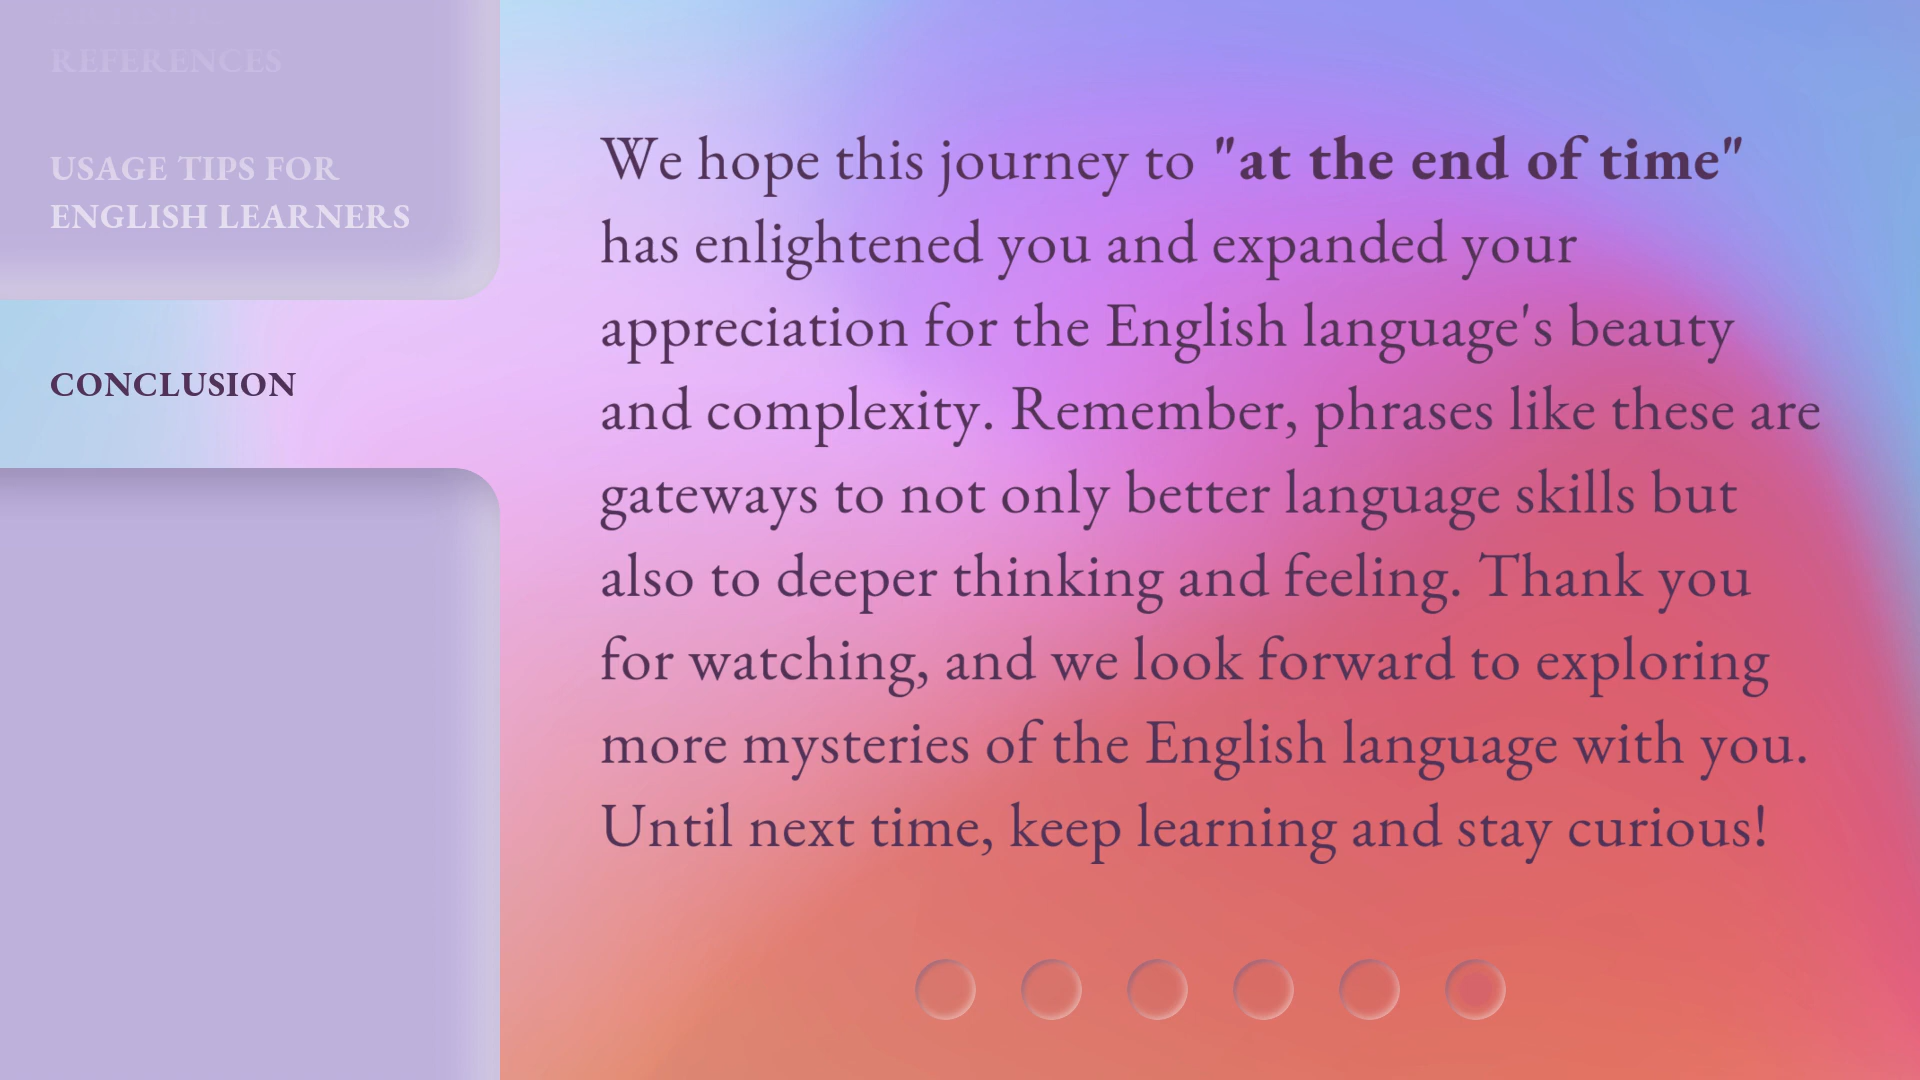 REFERENCES
USAGE TIPS FOR
ENGLISH LEARNERS
CONCLUSION
We hope this journey to "at the end of time"
has enlightened you and expanded your
appreciation for the English language's beauty
and complexity. Remember, phrases like these are
gateways to not only better language skills but
also to deeper thinking and feeling. Thank you
for watching, and we look forward to exploring
more mysteries of the English language with you.
Until next time, keep learning and stay curious!